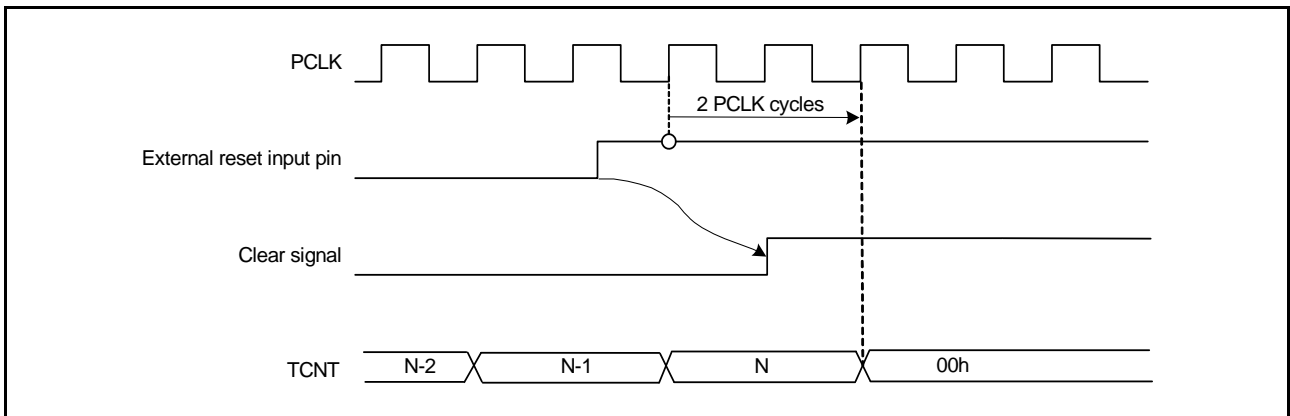 PCLK
2 PCLK cycles
External reset input pin
Clear signal
TCNT
N-2
N-1
N
00h